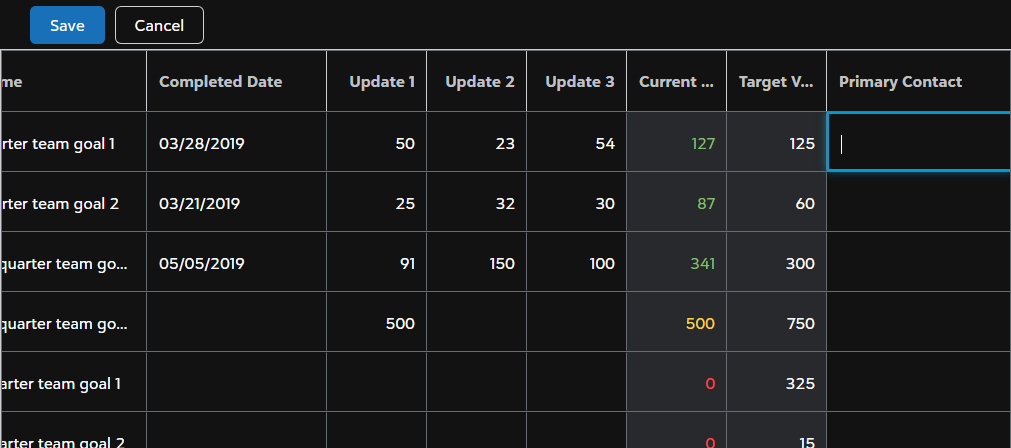 Save Cancel
me Completed Date Update 1 Update 2 Update 3 Current ... Target V... Primary Contact
rter team goal 1 03/28/2019 50 23 54 127 125
rter team goal 2 03/21/2019 25 32 30 87 60
quarter team go... 05/05/2019 91 150 100 341 300
quarter team go... 500 500 750
arter team goal 1 0 325
arter team goal 2 0 15